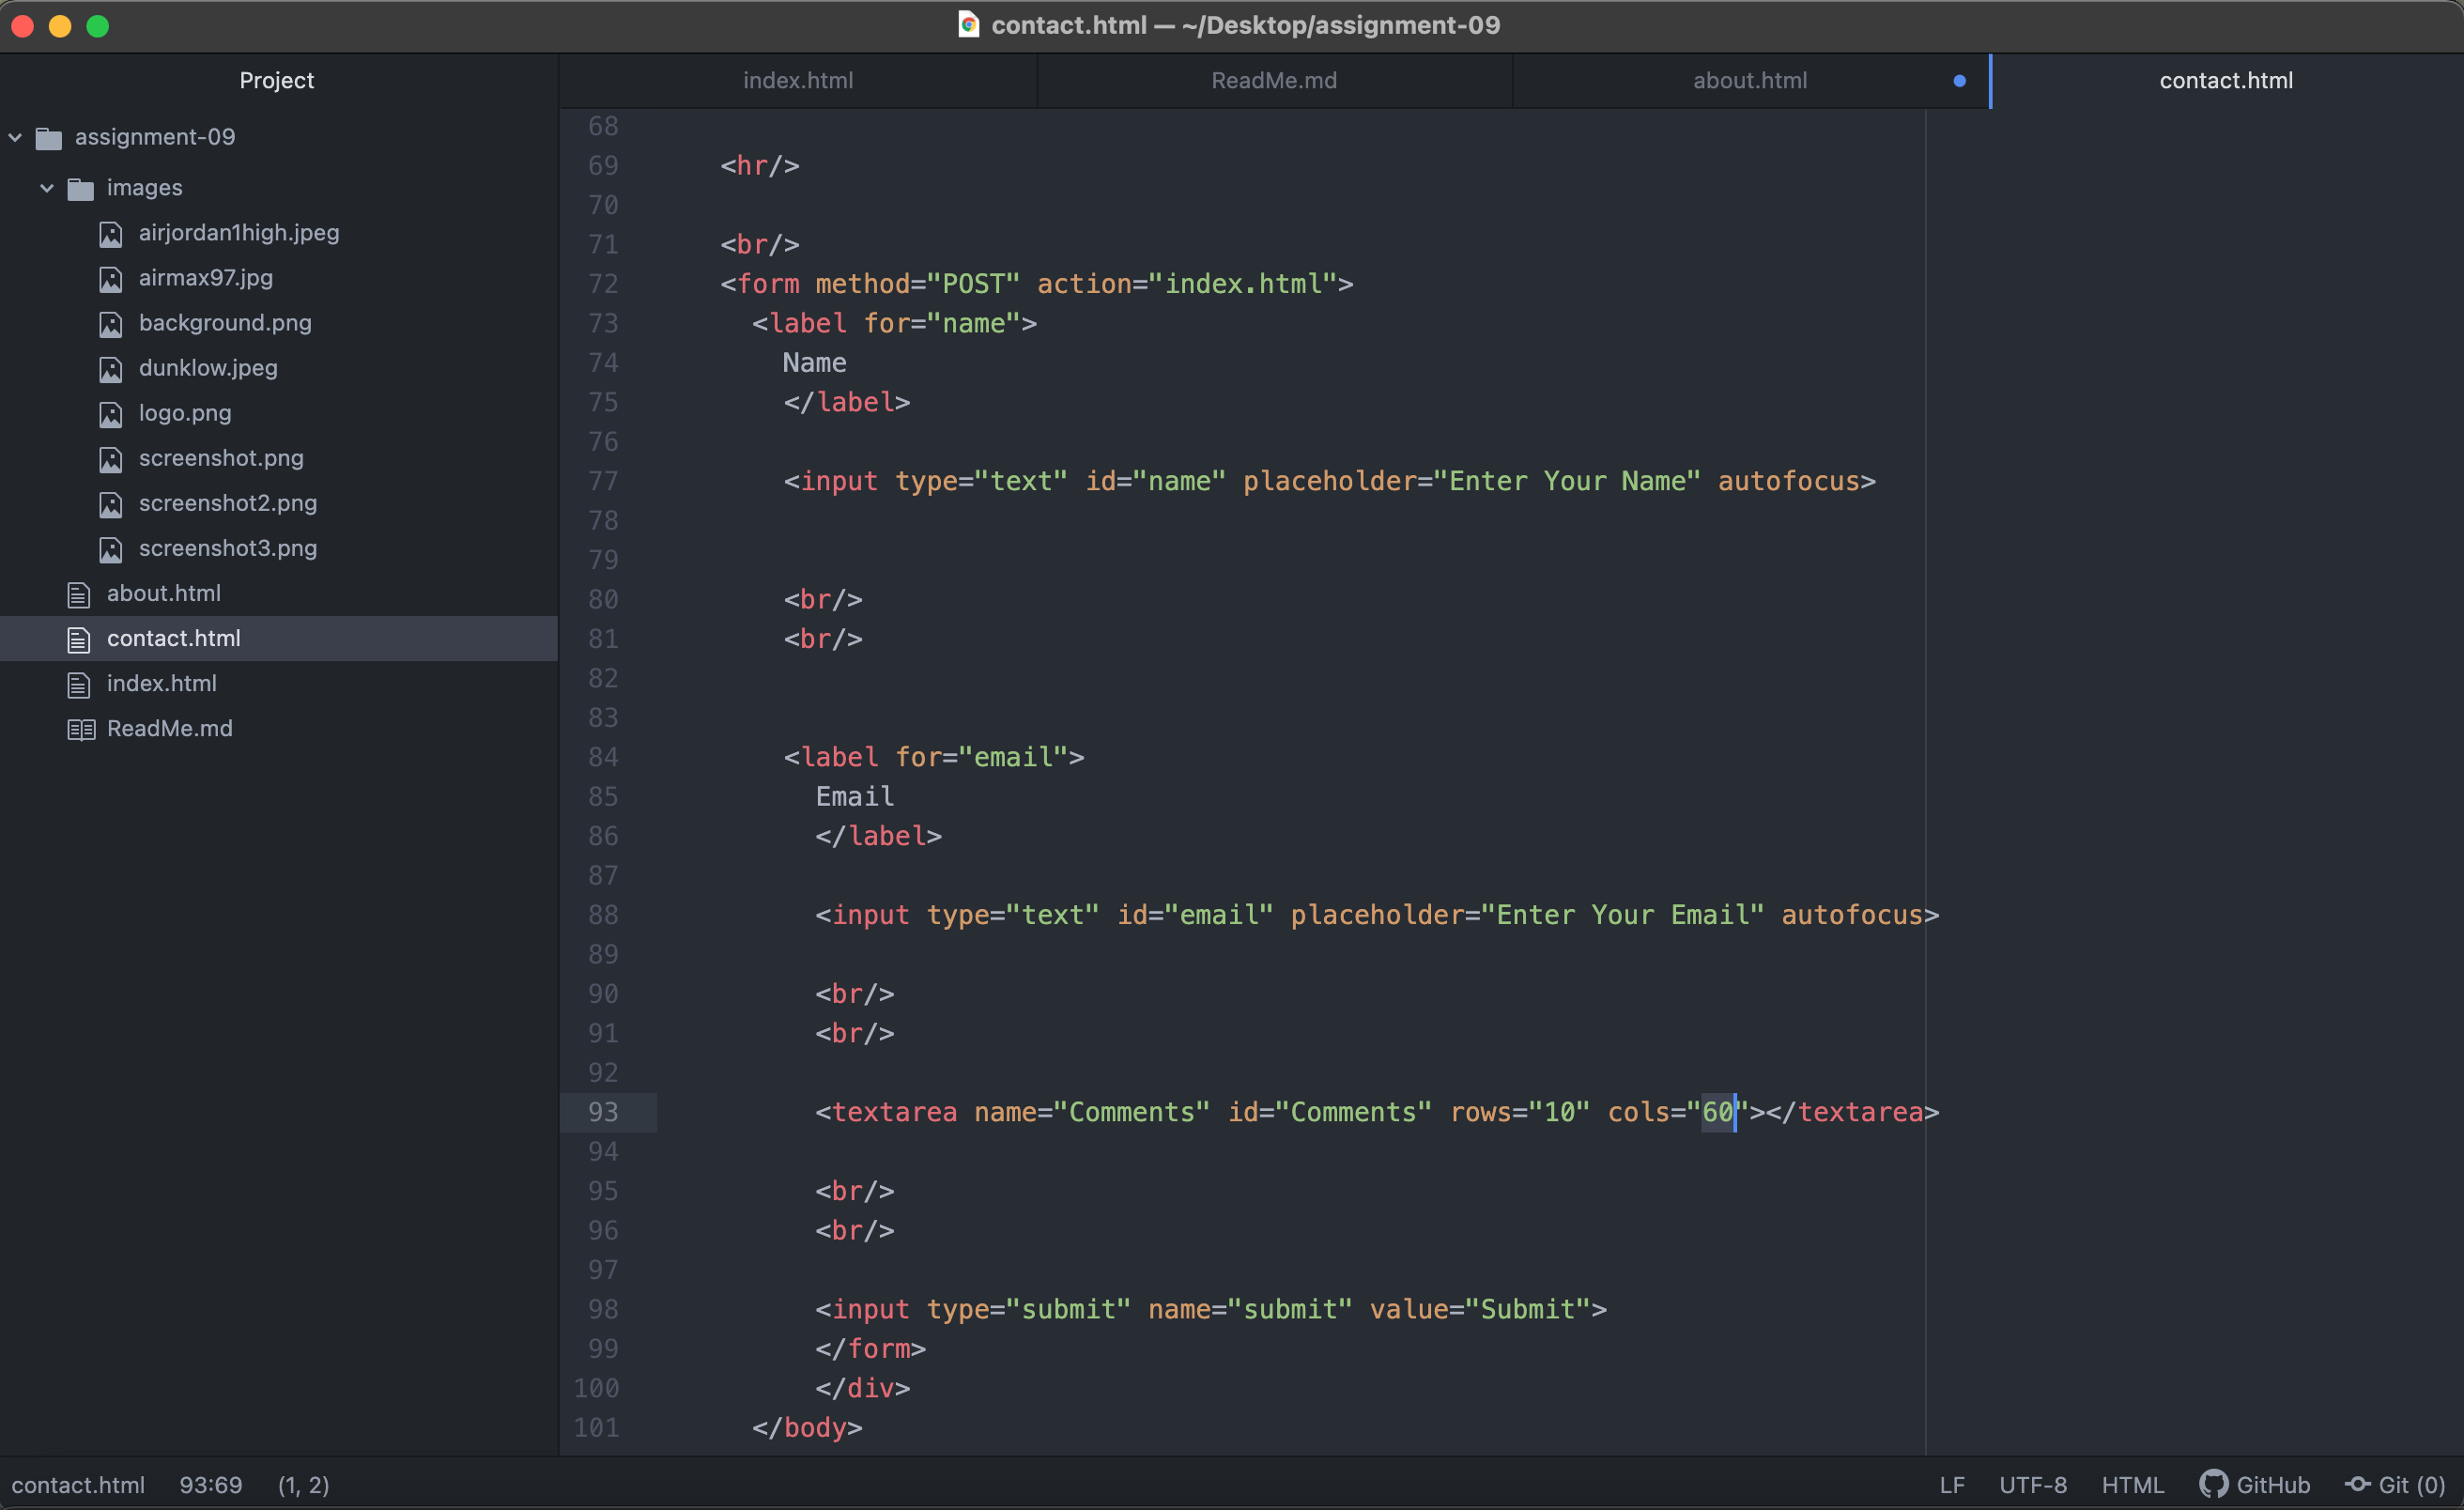 contact.html — ~/Desktop/assignment-09
Project
index.html
ReadMe.md
about.html
contact.html
assignment-09
images
airjordan1high.jpeg
airmax97.jpg
background.png
dunklow.jpeg
logo.png
screenshot.png
screenshot2.png
screenshot3.png
about.html
contact.html
index.html
ReadMe.md
68
69 <hr/>
70
71 <br/>
72 <form method="POST" action="index.html">
73 <label for="name">
74 Name
75 </label>
76
77 <input type="text" id="name" placeholder="Enter Your Name" autofocus>
78
79
80 <br/>
81 <br/>
82
83
84 <label for="email">
85 Email
86 </label>
87
88 <input type="text" id="email" placeholder="Enter Your Email" autofocus>
89
90 <br/>
91 <br/>
92
93 <textarea name="Comments" id="Comments" rows="10" cols="60"></textarea>
94
95 <br/>
96 <br/>
97
98 <input type="submit" name="submit" value="Submit">
99 </form>
100 </div>
101 </body>
contact.html 93:69 (1, 2) LF UTF-8 HTML GitHub Git (0)